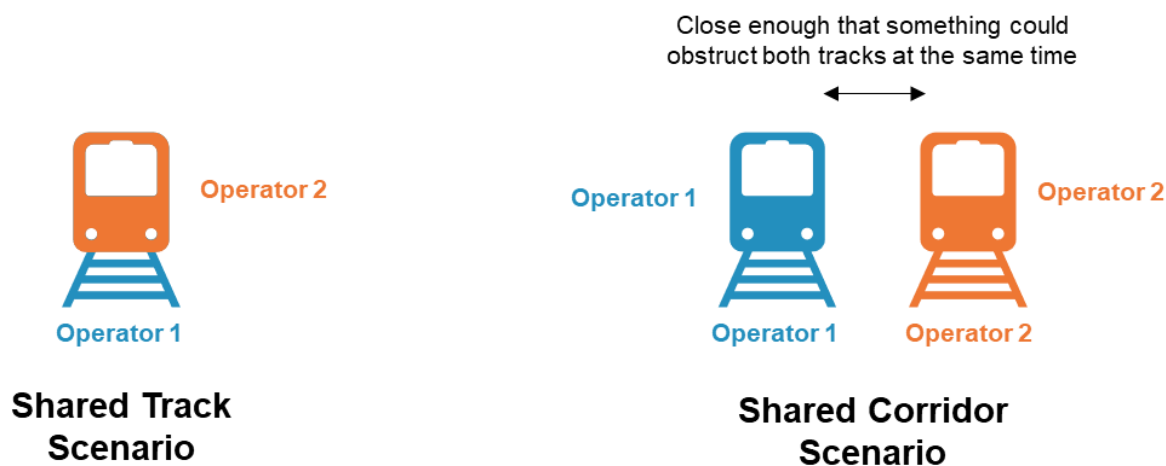 Close enough that something could
obstruct both tracks at the same time
Operator 2
Operator 1
Shared Track
Scenario
Operator 1
Operator 2
Operator 1
Operator 2
Shared Corridor
Scenario